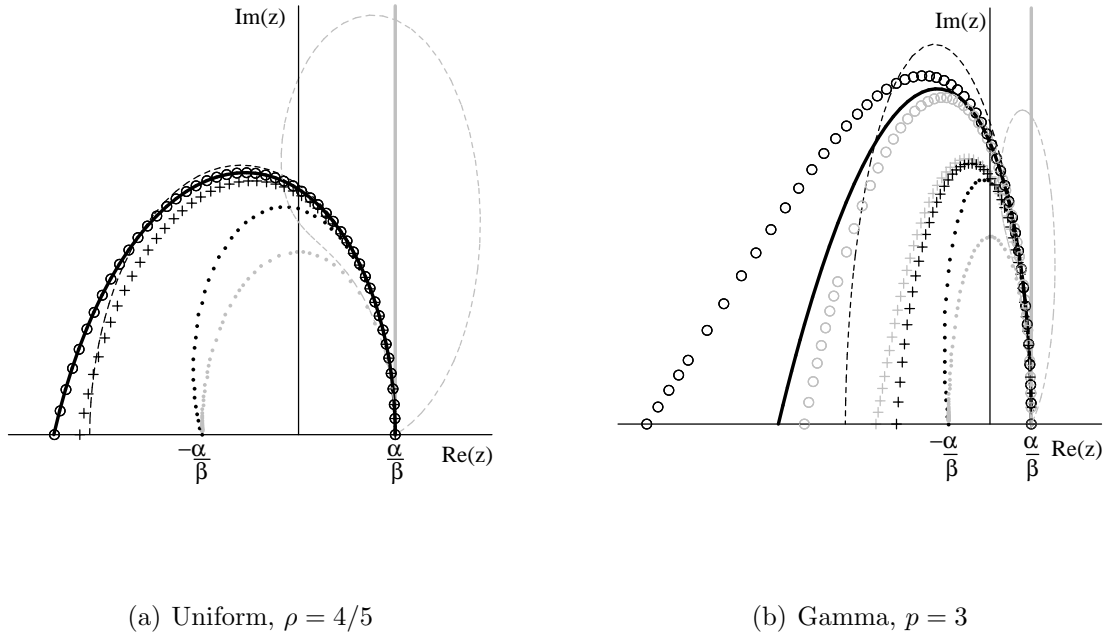 Im(z)
−α/β
α/β
Re(z)
(a) Uniform, ρ = 4/5
Im(z)
−α/β
α/β
Re(z)
(b) Gamma, p = 3